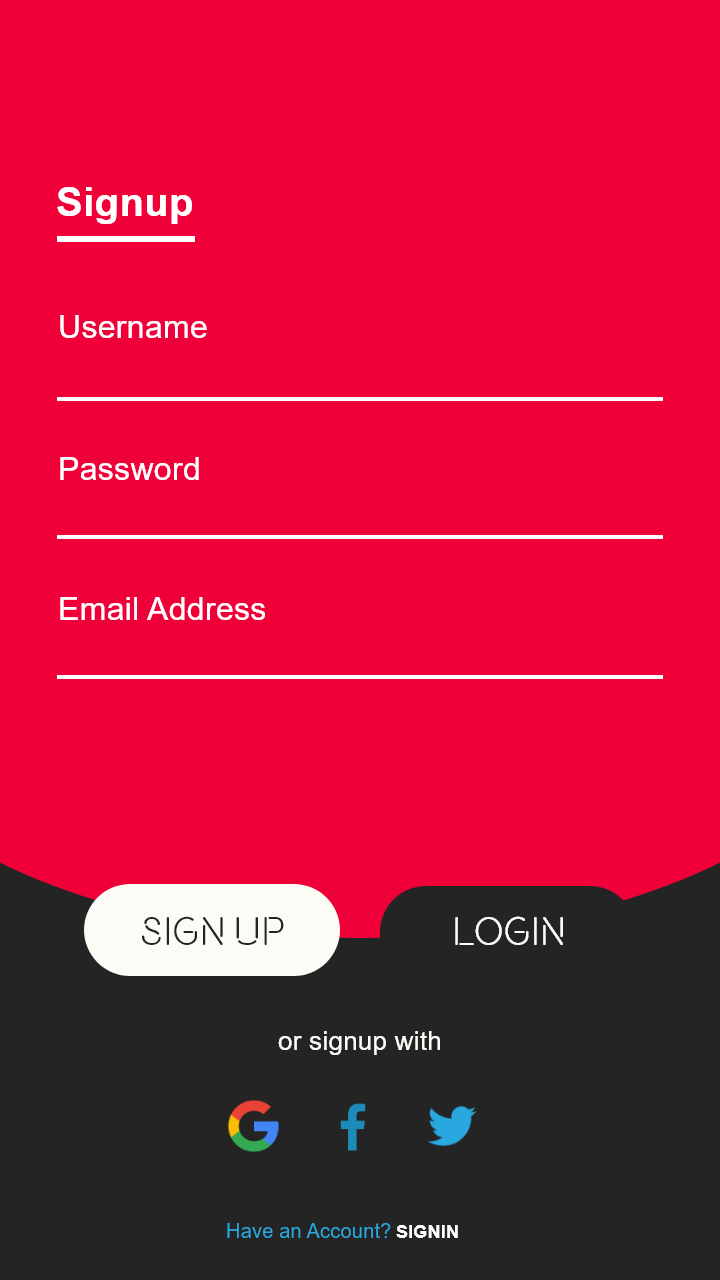 Signup
Username
Password
Email Address
SIGN UP
LOGIN
or signup with
Have an Account? SIGNIN